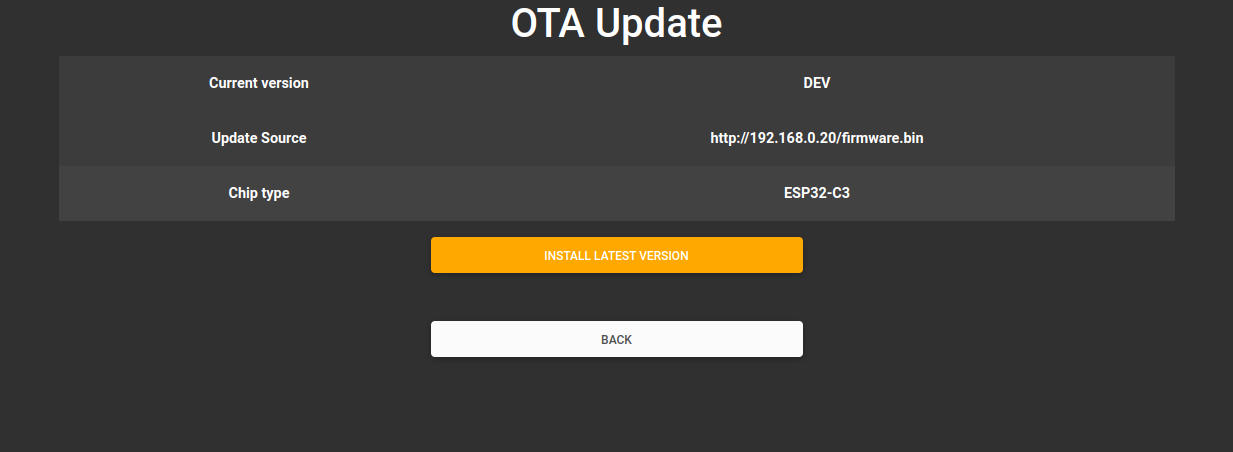 OTA Update
Current version DEV
Update Source http://192.168.0.20/firmware.bin
Chip type ESP32-C3
INSTALL LATEST VERSION
BACK